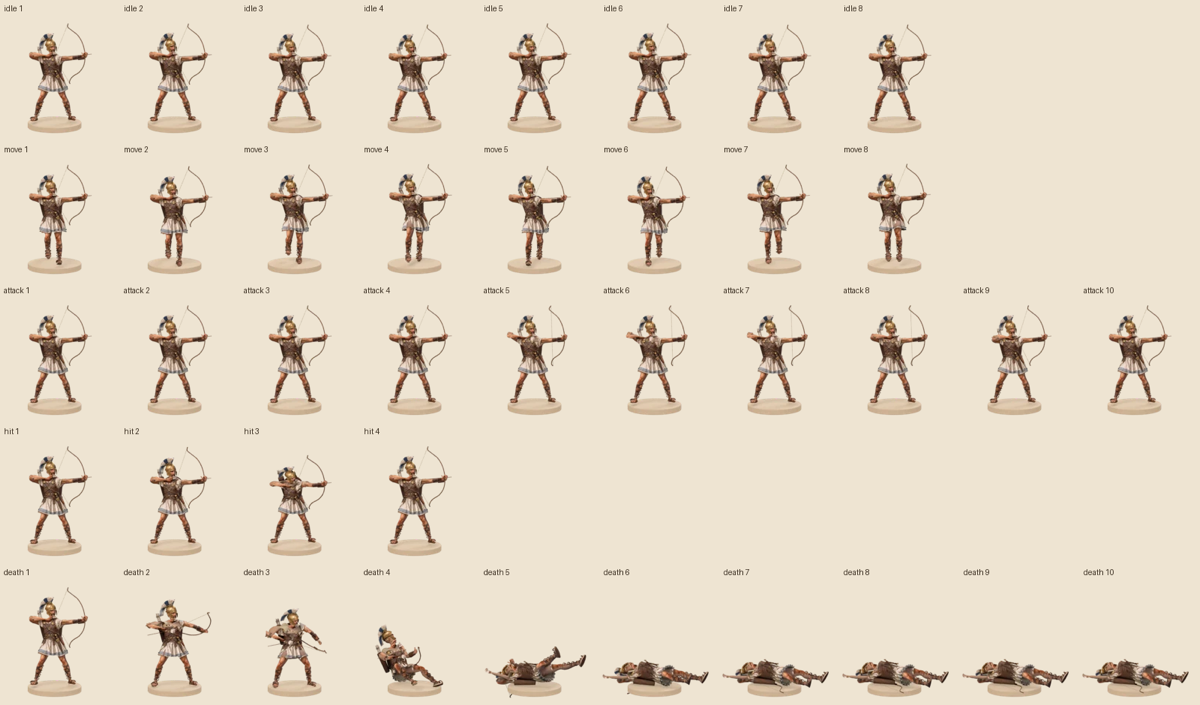 idle 1 idle 2 idle 3 idle 4 idle 5 idle 6 idle 7 idle 8
move 1 move 2 move 3 move 4 move 5 move 6 move 7 move 8
attack 1 attack 2 attack 3 attack 4 attack 5 attack 6 attack 7 attack 8 attack 9 attack 10
hit 1 hit 2 hit 3 hit 4
death 1 death 2 death 3 death 4 death 5 death 6 death 7 death 8 death 9 death 10